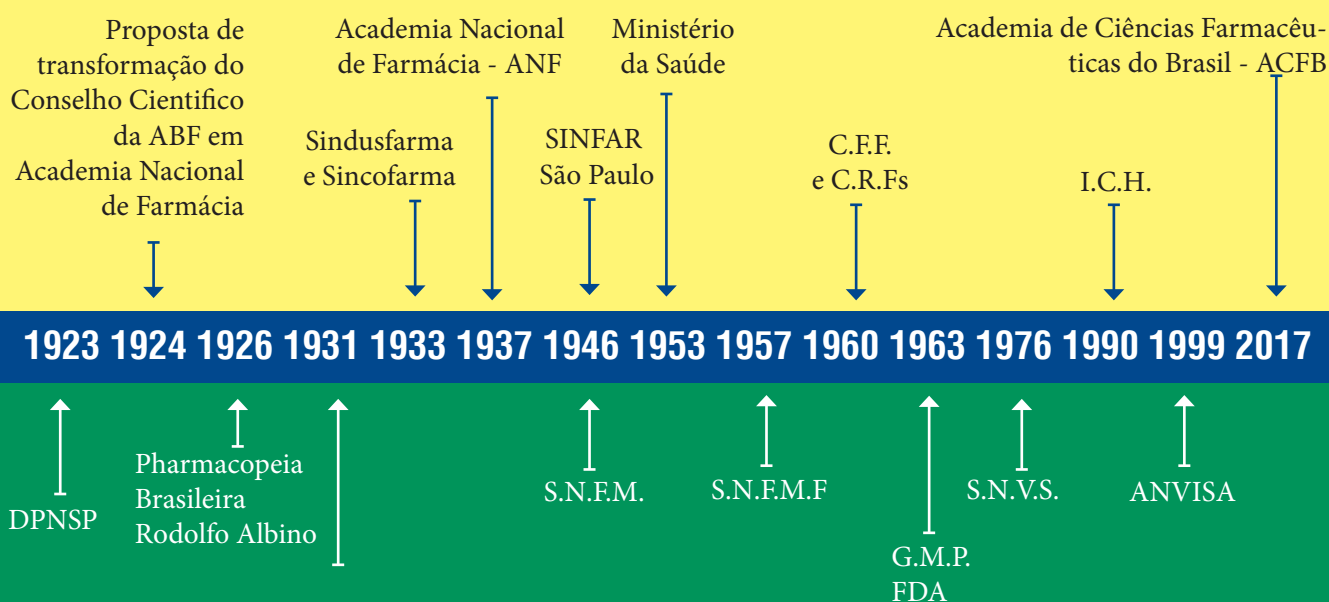 Proposta de
transformação do
Conselho Cientifico
da ABF em
Academia Nacional
de Farmácia
Academia Nacional
de Farmácia - ANF
Ministério
da Saúde
Academia de Ciências Farmacêu-
ticas do Brasil - ACFB
Sindusfarma
e Sincofarma
SINFAR
São Paulo
C.F.F.
e C.R.Fs
I.C.H.
1923 1924 1926 1931 1933 1937 1946 1953 1957 1960 1963 1976 1990 1999 2017
DPNSP
Pharmacopeia
Brasileira
Rodolfo Albino
S.N.F.M.
S.N.F.M.F
G.M.P.
FDA
S.N.V.S.
ANVISA